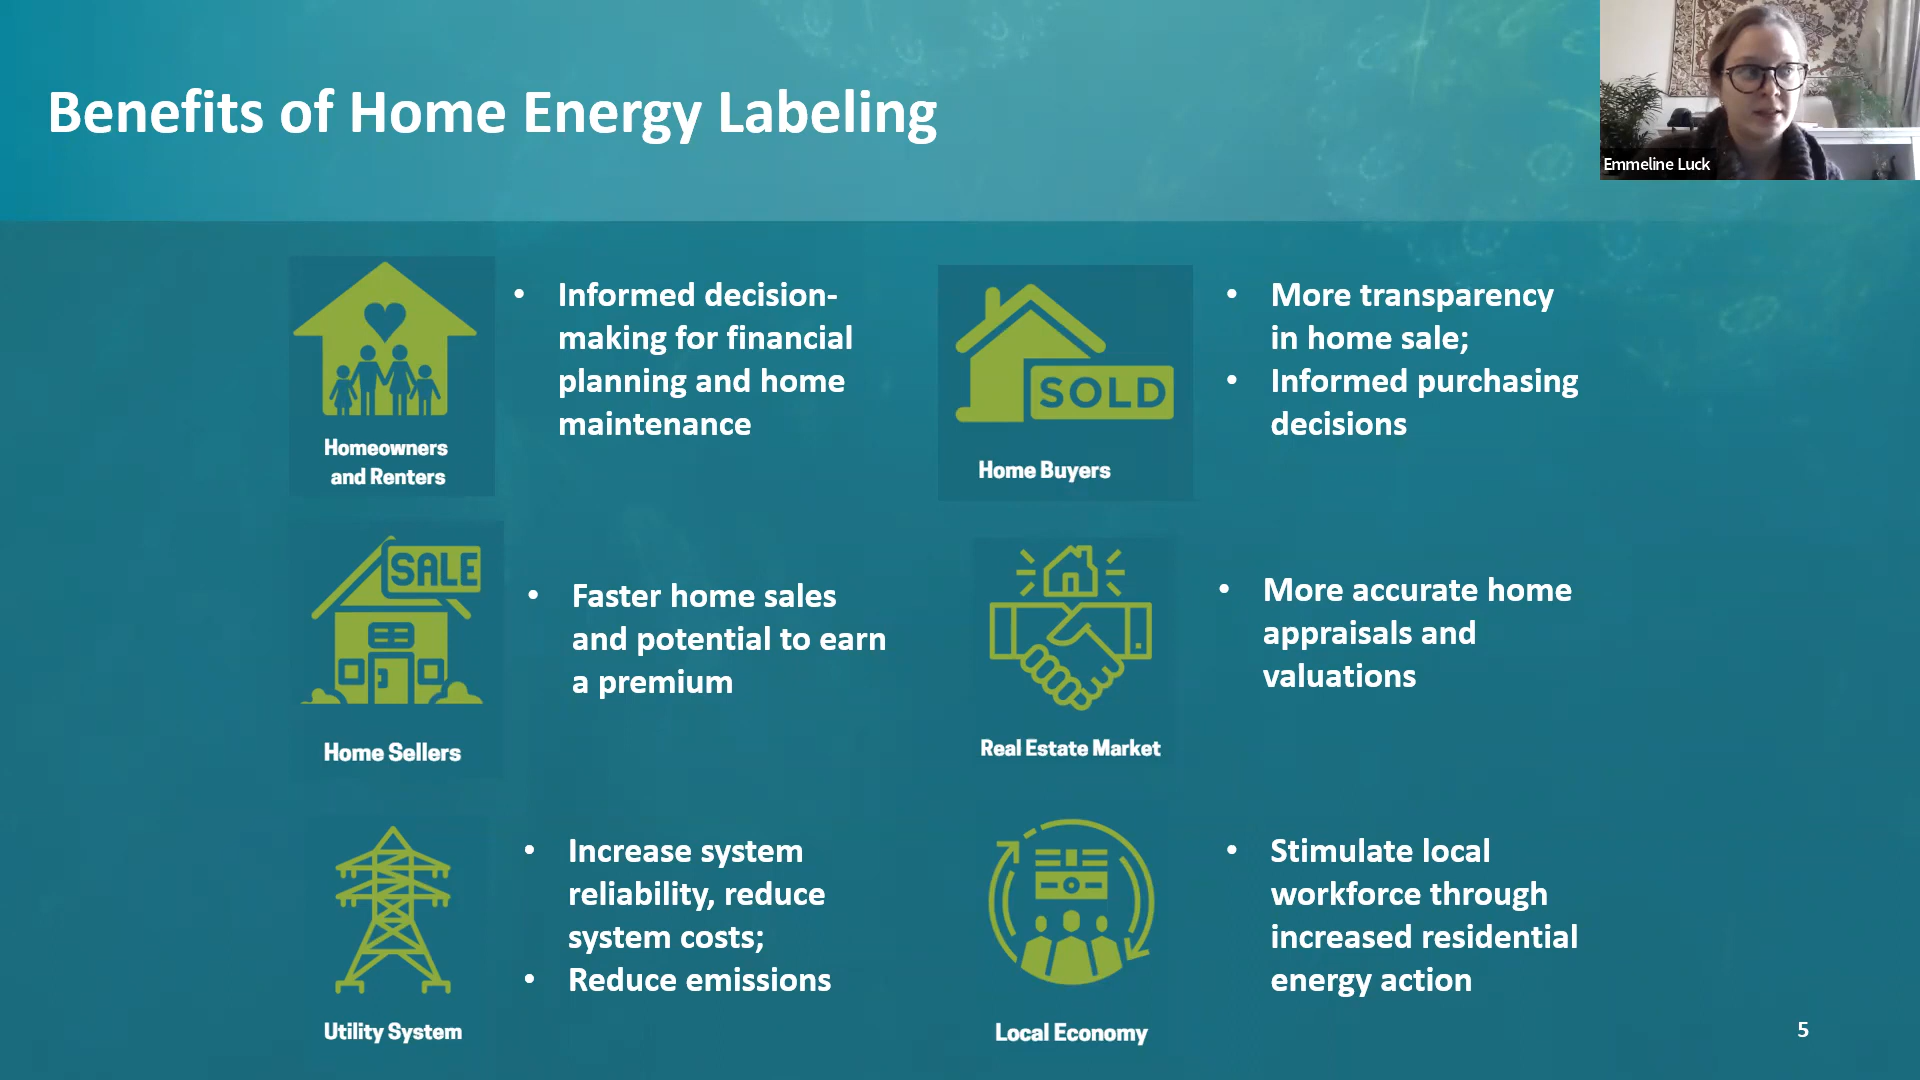 Benefits of Home Energy Labeling
Emmeline Luck
• Informed decision-
making for financial
planning and home
maintenance
Homeowners
and Renters
• More transparency
in home sale;
• Informed purchasing
decisions
SOLD
Home Buyers
SALE
• Faster home sales
and potential to earn
a premium
Home Sellers
• More accurate home
appraisals and
valuations
Real Estate Market
• Increase system
reliability, reduce
system costs;
• Reduce emissions
Utility System
• Stimulate local
workforce through
increased residential
energy action
Local Economy
5